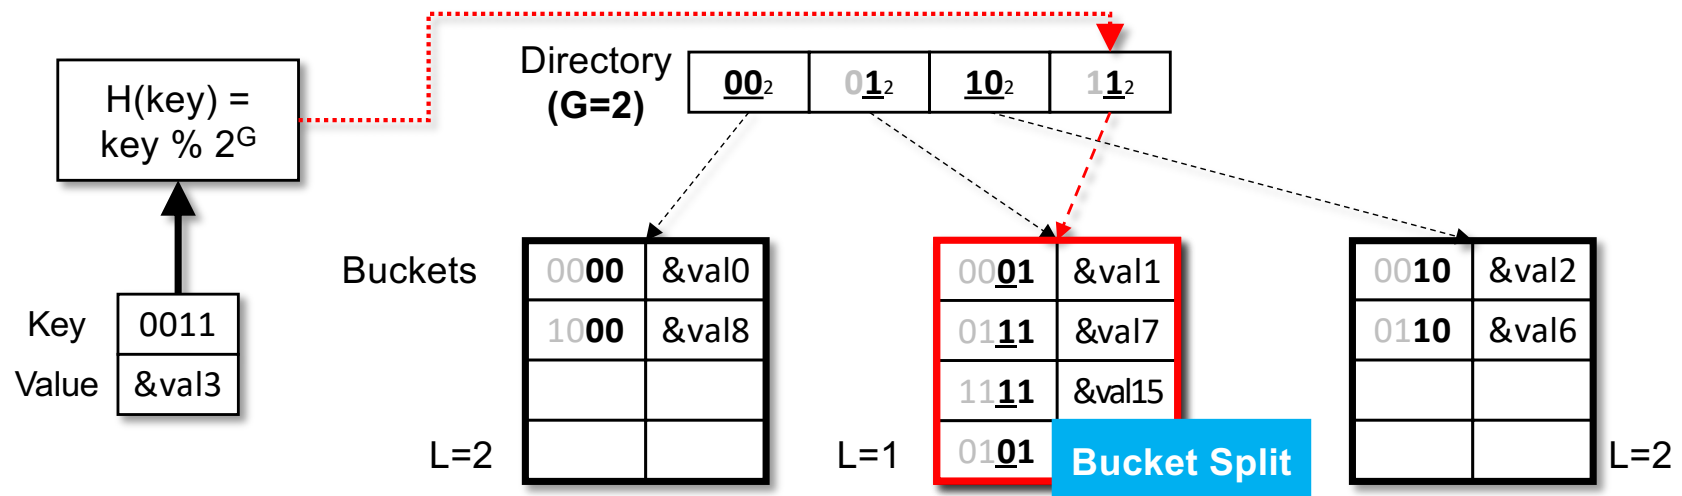 H(key) =
key % 2^G
Directory
(G=2)
00₂ 01₂ 10₂ 11₂
Key 0011
Value &val3
Buckets
0000 &val0
1000 &val8
L=2
0001 &val1
0111 &val7
1111 &val15
0101
L=1
Bucket Split
0010 &val2
0110 &val6
L=2